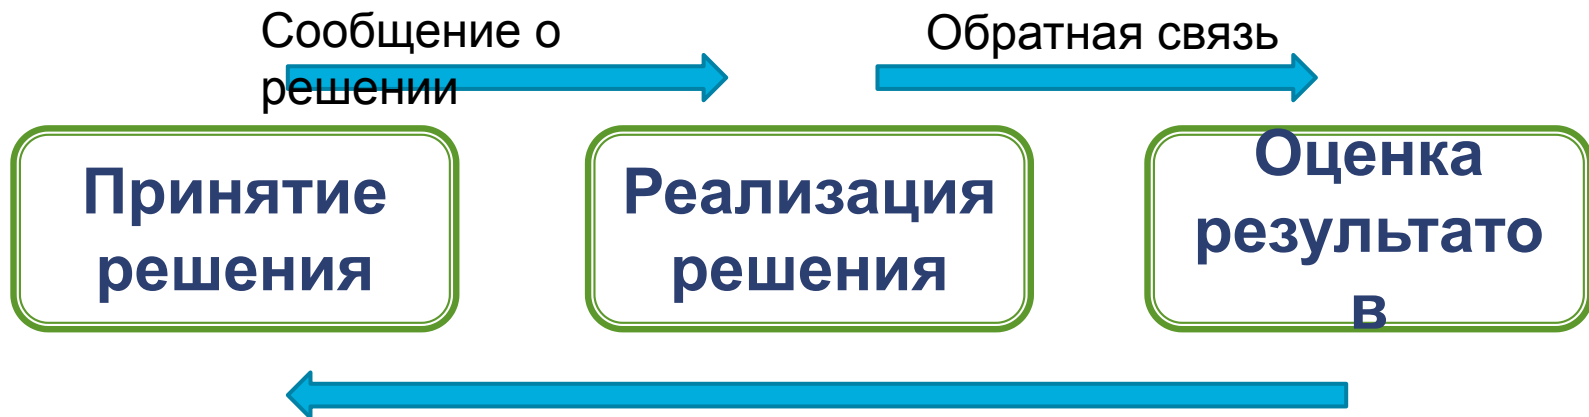 Сообщение о
решении
Обратная связь
Принятие
решения
Реализация
решения
Оценка
результато
в